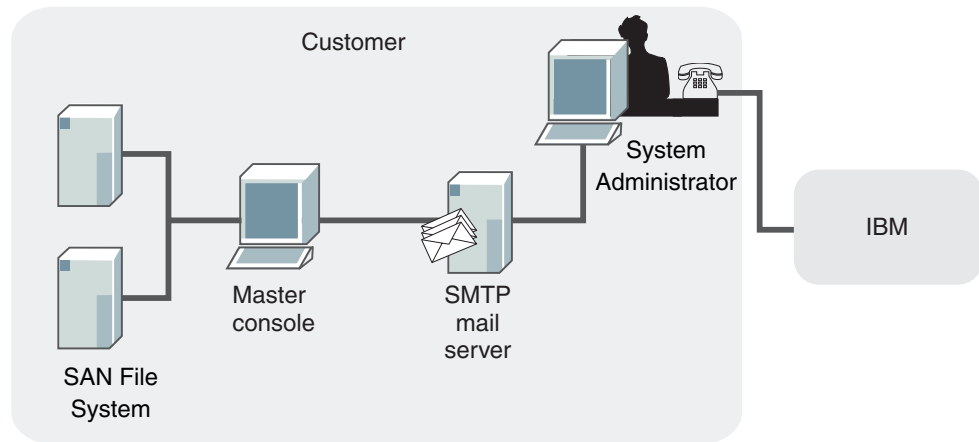 Customer
System
Administrator
IBM
Master
console
SMTP
mail
server
SAN File
System